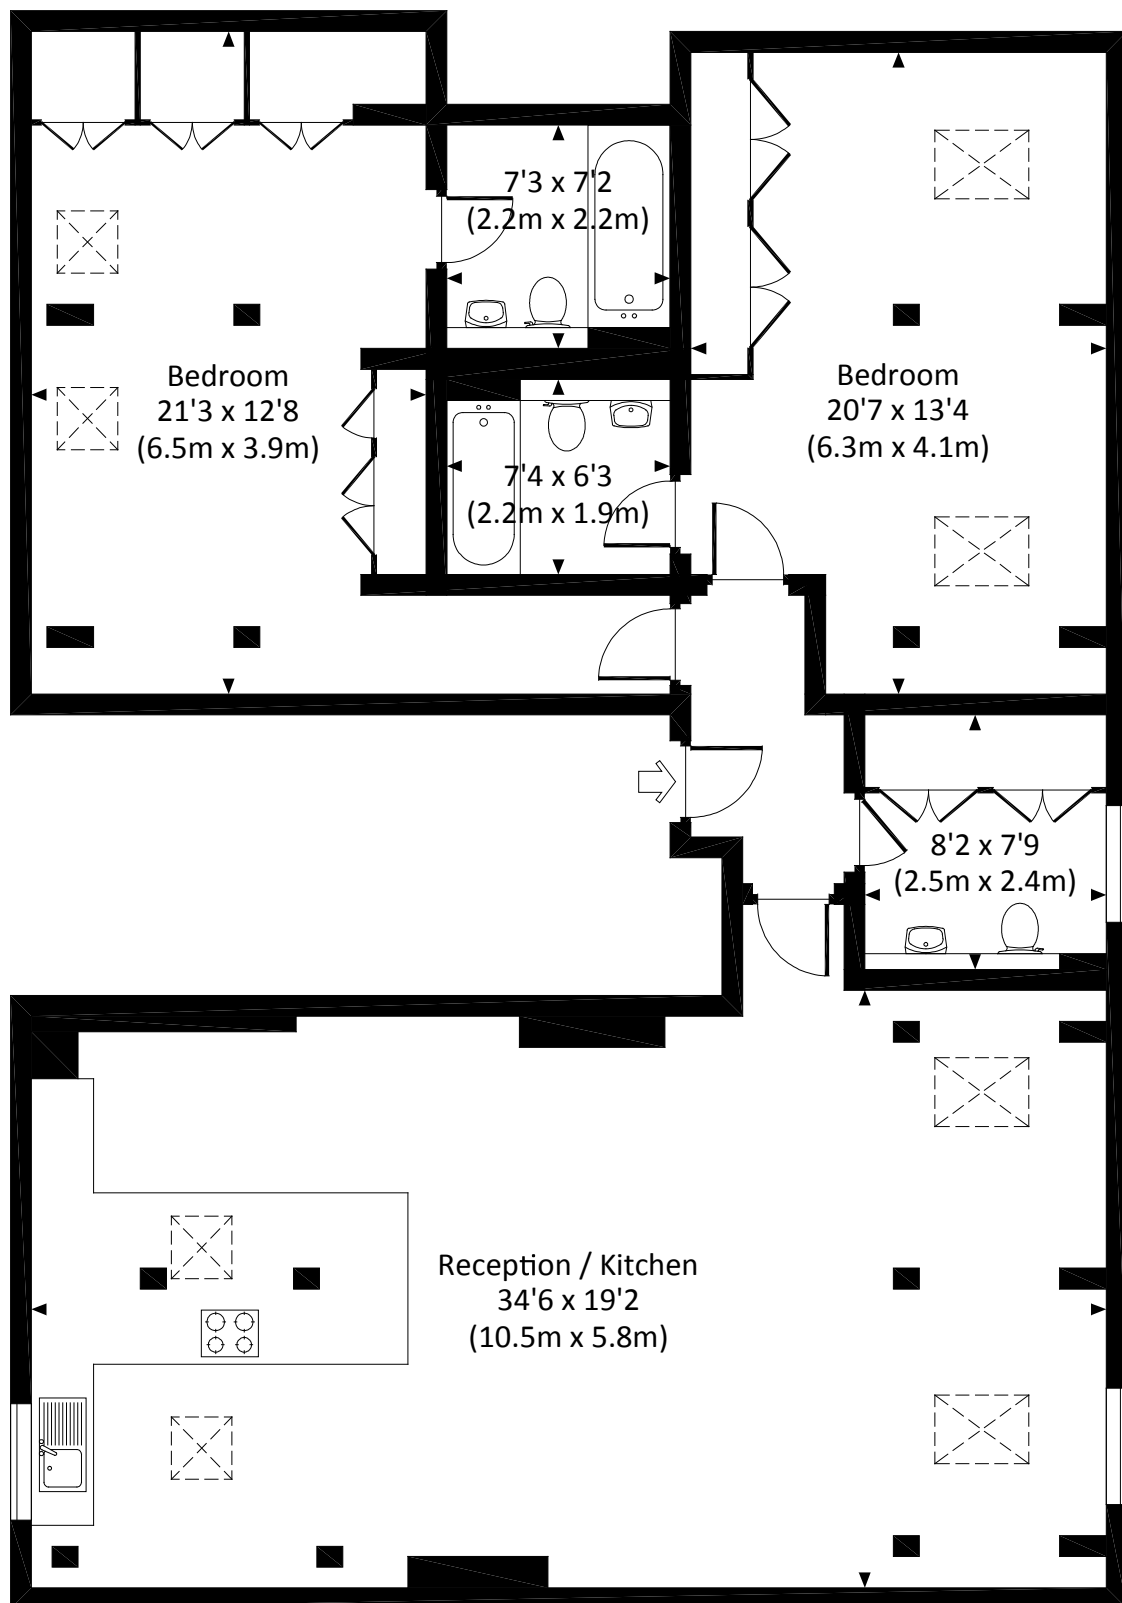 7'3 x 7'2
(2.2m x 2.2m)
Bedroom
21'3 x 12'8
(6.5m x 3.9m)
Bedroom
20'7 x 13'4
(6.3m x 4.1m)
7'4 x 6'3
(2.2m x 1.9m)
8'2 x 7'9
(2.5m x 2.4m)
Reception / Kitchen
34'6 x 19'2
(10.5m x 5.8m)